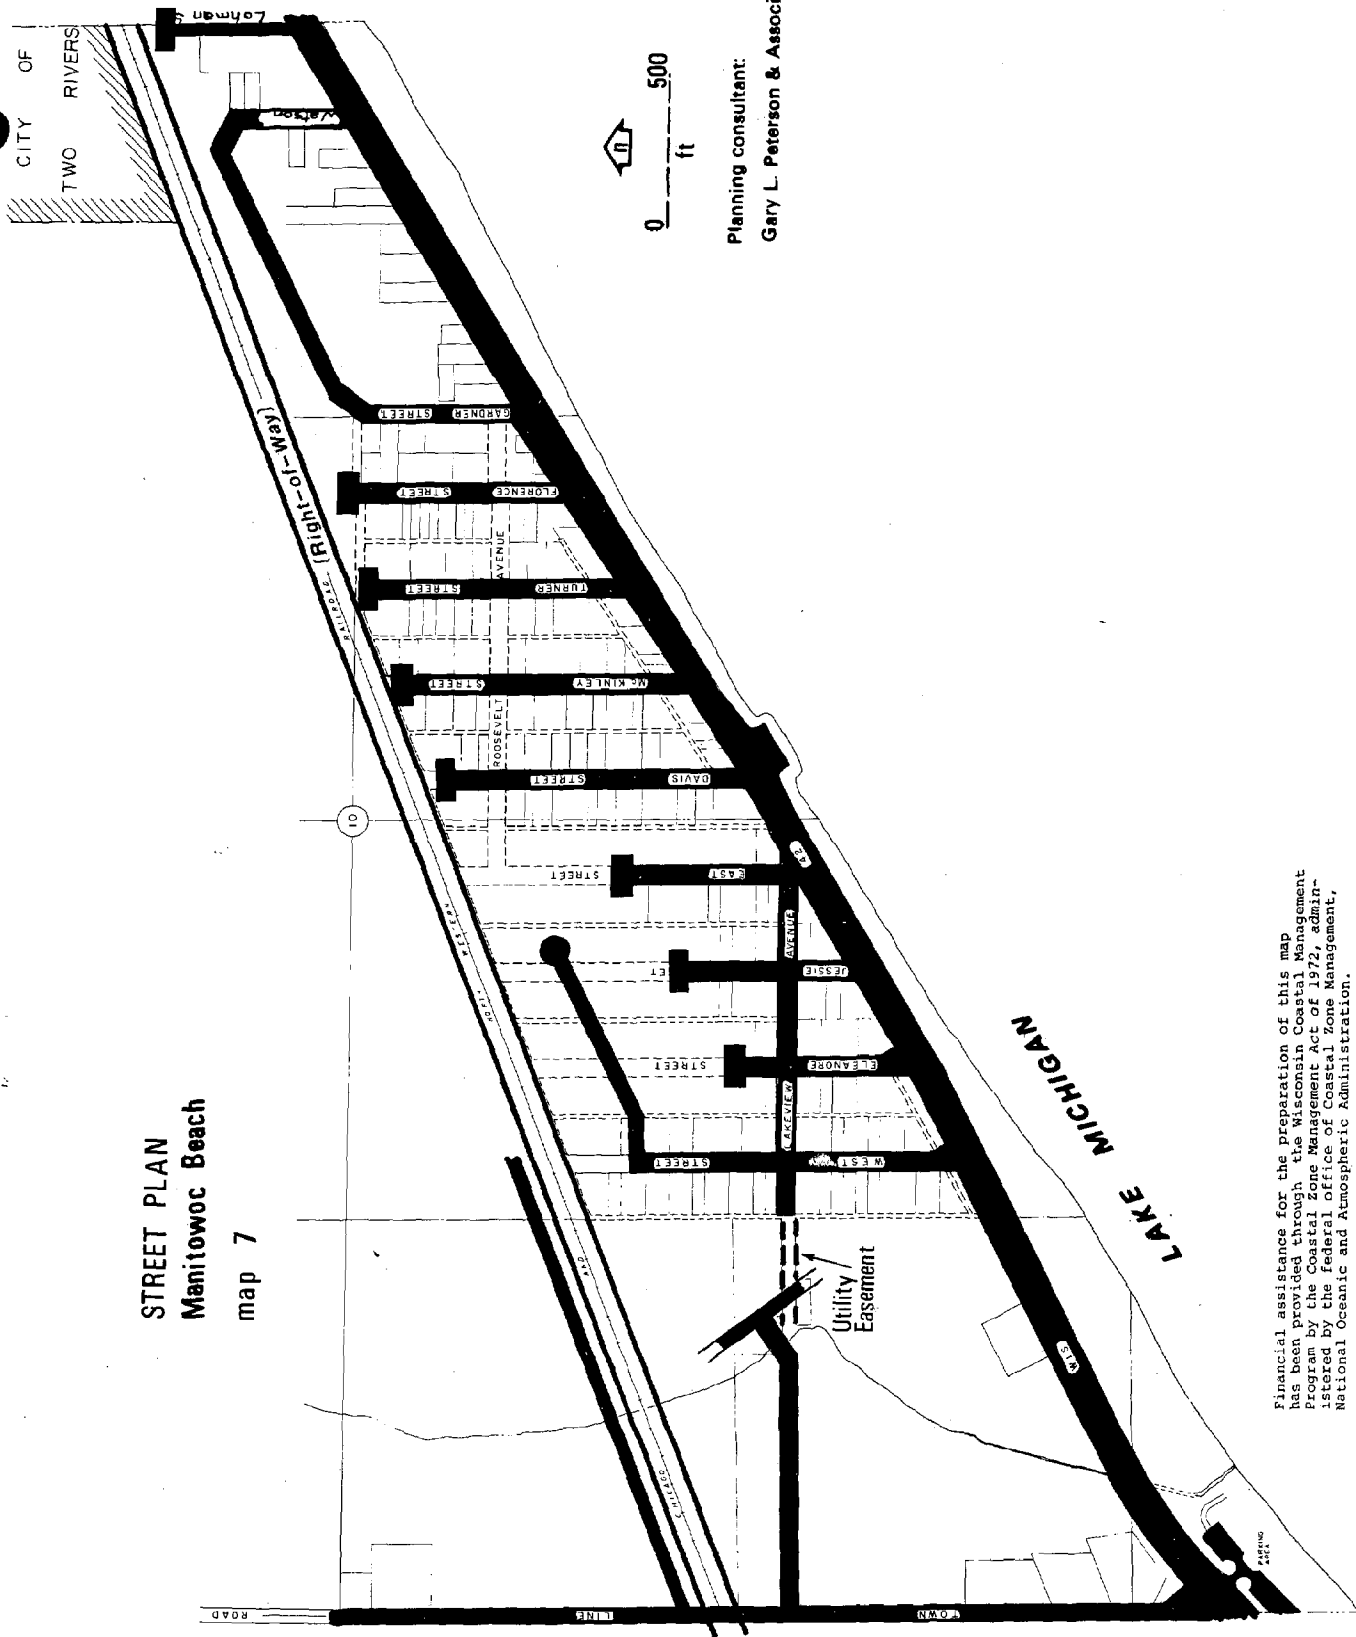 STREET PLAN
Manitowoc Beach
map 7
CITY OF
TWO RIVERS
Lohman
Watson
n
0 500
ft
Planning consultant:
Gary L. Peterson & Associ
(Right-of-Way)
RAILROAD
WESTERN
NORTH
AND
CHICAGO
10
GARDNER STREET
FLORENCE STREET
TURNER STREET
McKINLEY STREET
DAVIS STREET
EAST STREET
JESSIE
ET
ELEANORE STREET
WEST STREET
ROOSEVELT AVENUE
LAKEVIEW AVENUE
WIS
42
Utility
Easement
TOWN LINE ROAD
PARKING
AREA
LAKE MICHIGAN
Financial assistance for the preparation of this map
has been provided through the Wisconsin Coastal Management
Program by the Coastal Zone Management Act of 1972, admin-
istered by the federal office of Coastal Zone Management,
National Oceanic and Atmospheric Administration.